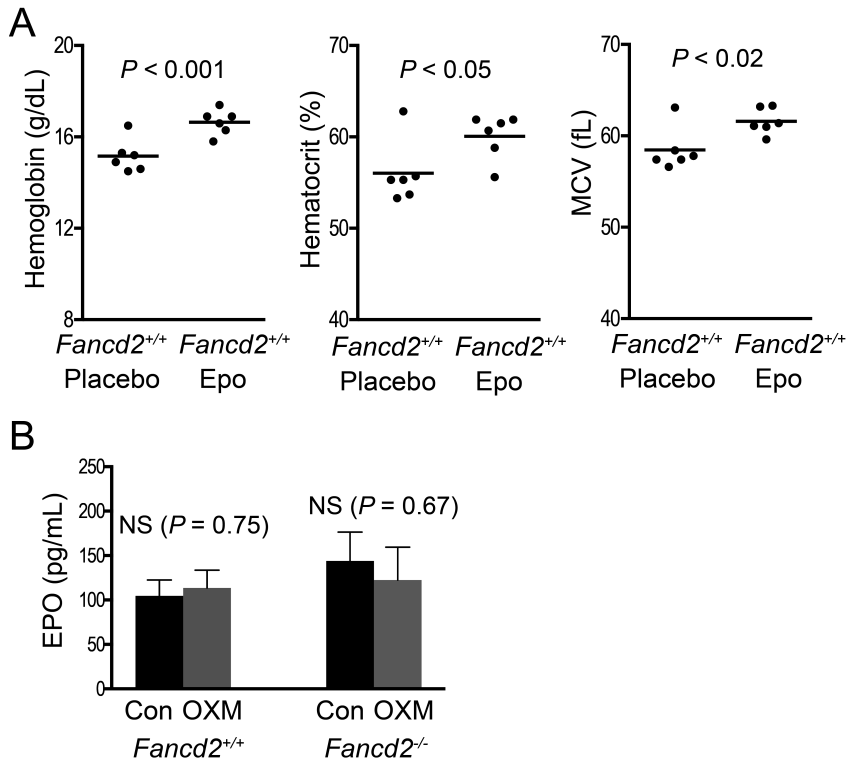 A
Hemoglobin (g/dL)
20
16
12
8
P < 0.001
Fancd2+/+ Fancd2+/+
Placebo Epo
Hematocrit (%)
70
60
50
40
P < 0.05
Fancd2+/+ Fancd2+/+
Placebo Epo
MCV (fL)
70
60
50
40
P < 0.02
Fancd2+/+ Fancd2+/+
Placebo Epo
B
EPO (pg/mL)
250
200
150
100
50
0
NS (P = 0.75)
NS (P = 0.67)
Con OXM Con OXM
Fancd2+/+ Fancd2-/-